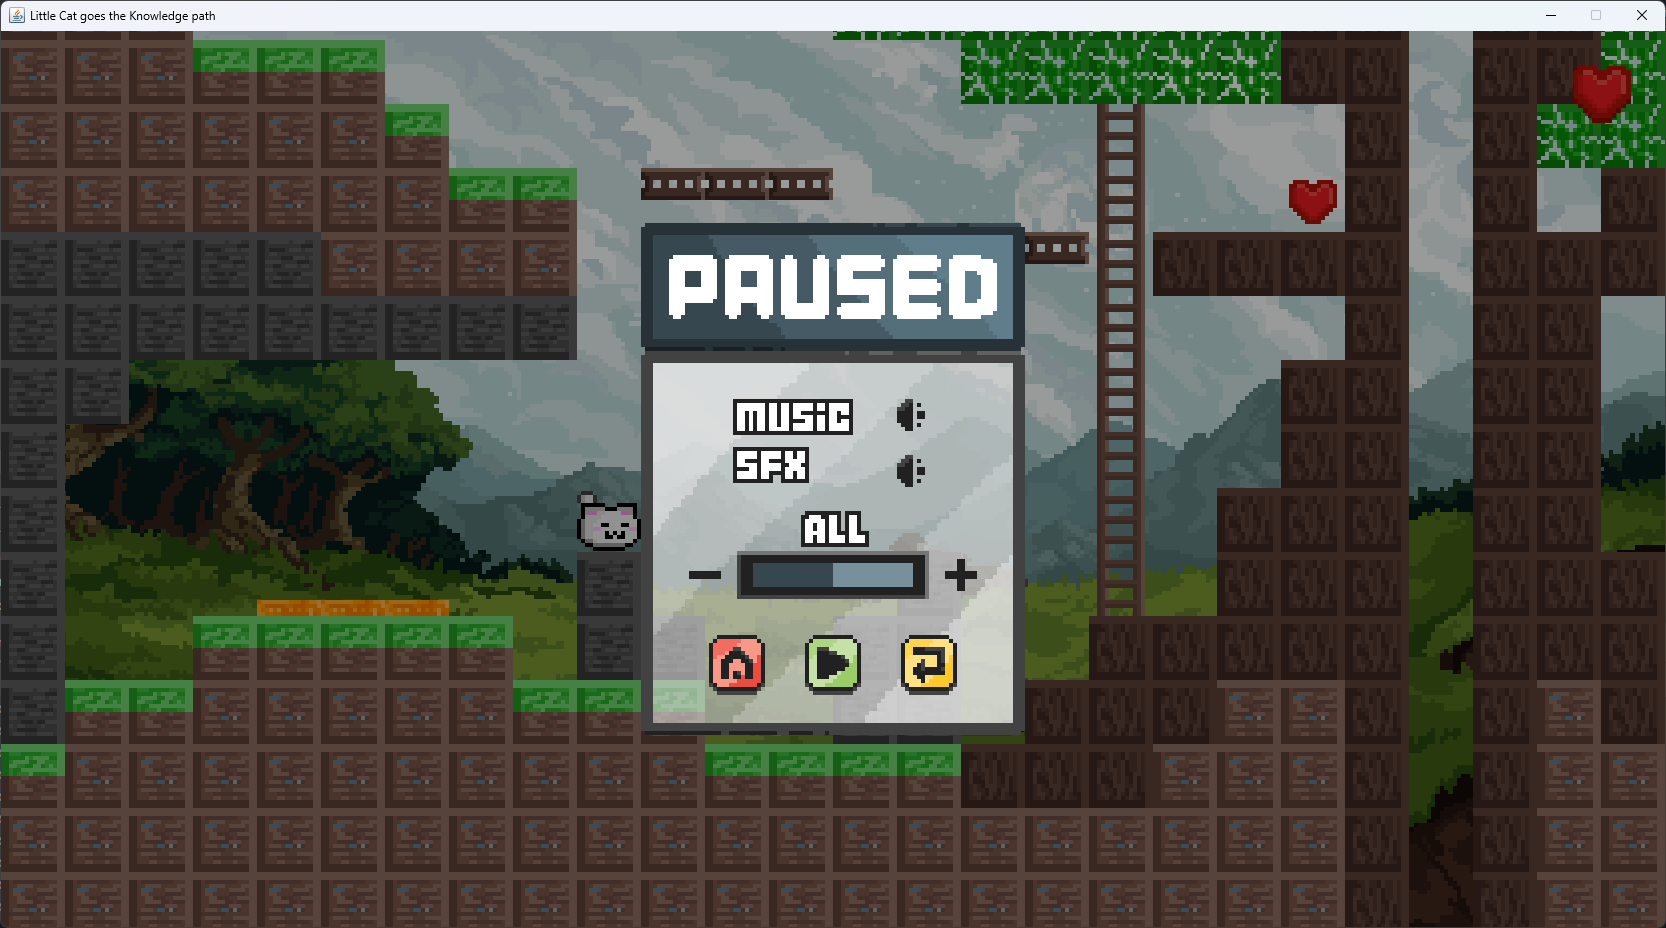 Little Cat goes the Knowledge path
PAUSED
MUSiC
SFX
ALL